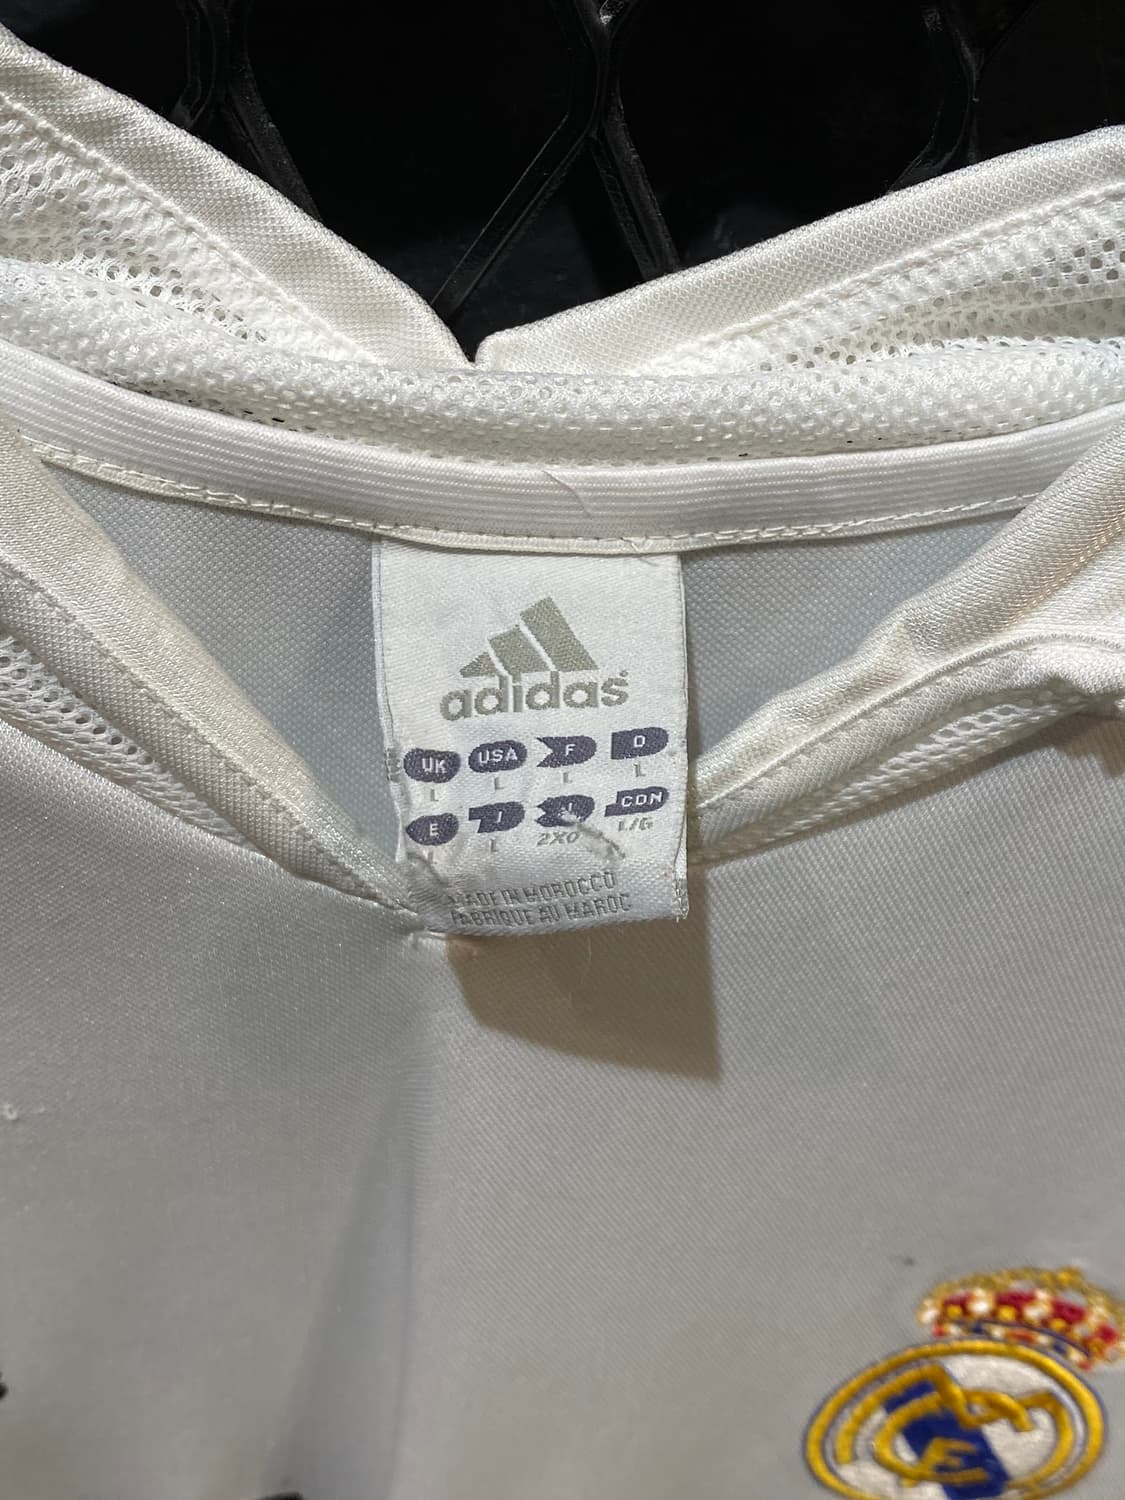 adidas
UK USA F D
L L L L
E J CDN
L 2XO L/G
MADE IN MOROCCO
FABRIQUE AU MAROC